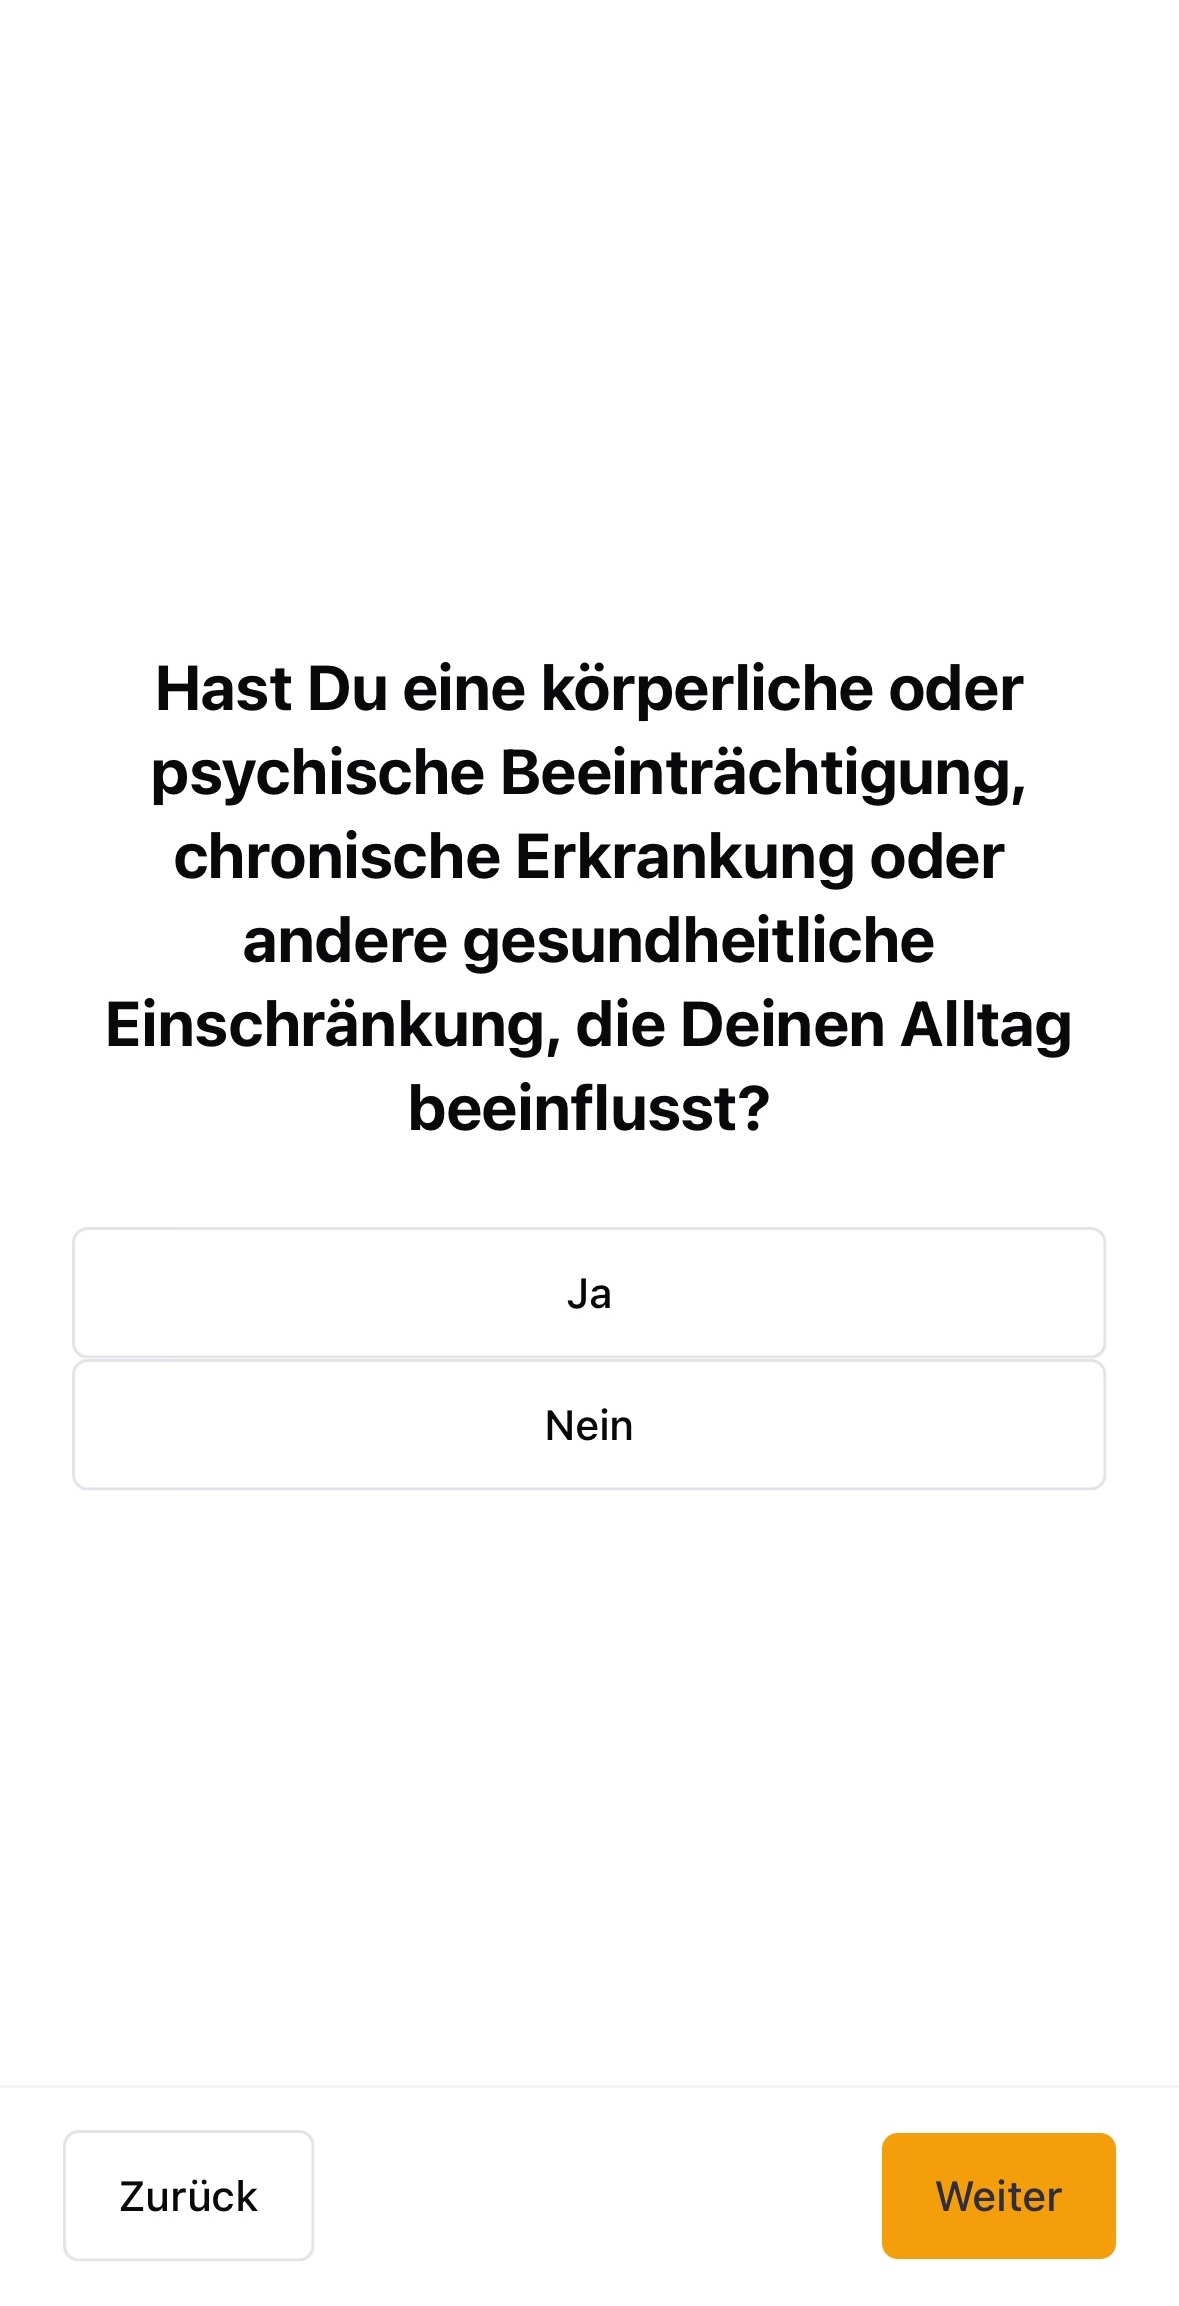 Hast Du eine körperliche oder
psychische Beeinträchtigung,
chronische Erkrankung oder
andere gesundheitliche
Einschränkung, die Deinen Alltag
beeinflusst?
Ja
Nein
Zurück
Weiter